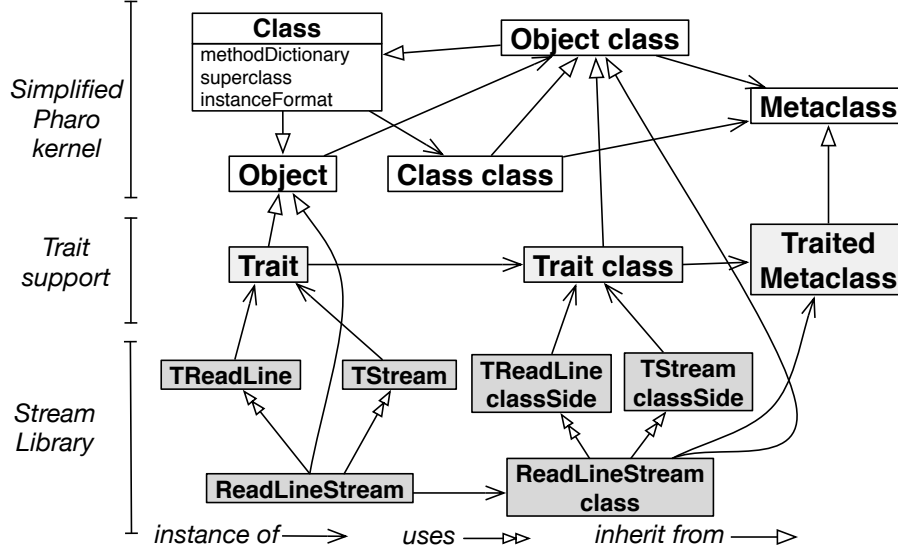 Class
methodDictionary
superclass
instanceFormat
Object class
Simplified
Pharo
kernel
Metaclass
Object
Class class
Trait
support
Trait
Trait class
Traited
Metaclass
TReadLine
TStream
TReadLine
classSide
TStream
classSide
Stream
Library
ReadLineStream
ReadLineStream
class
instance of
uses
inherit from